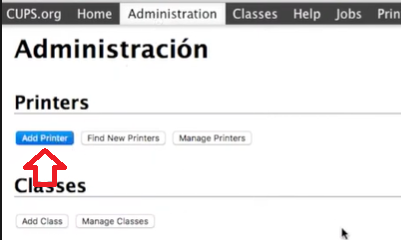 CUPS.org Home Administration Classes Help Jobs
Administración
Printers
Add Printer Find New Printers Manage Printers
Classes
Add Class Manage Classes